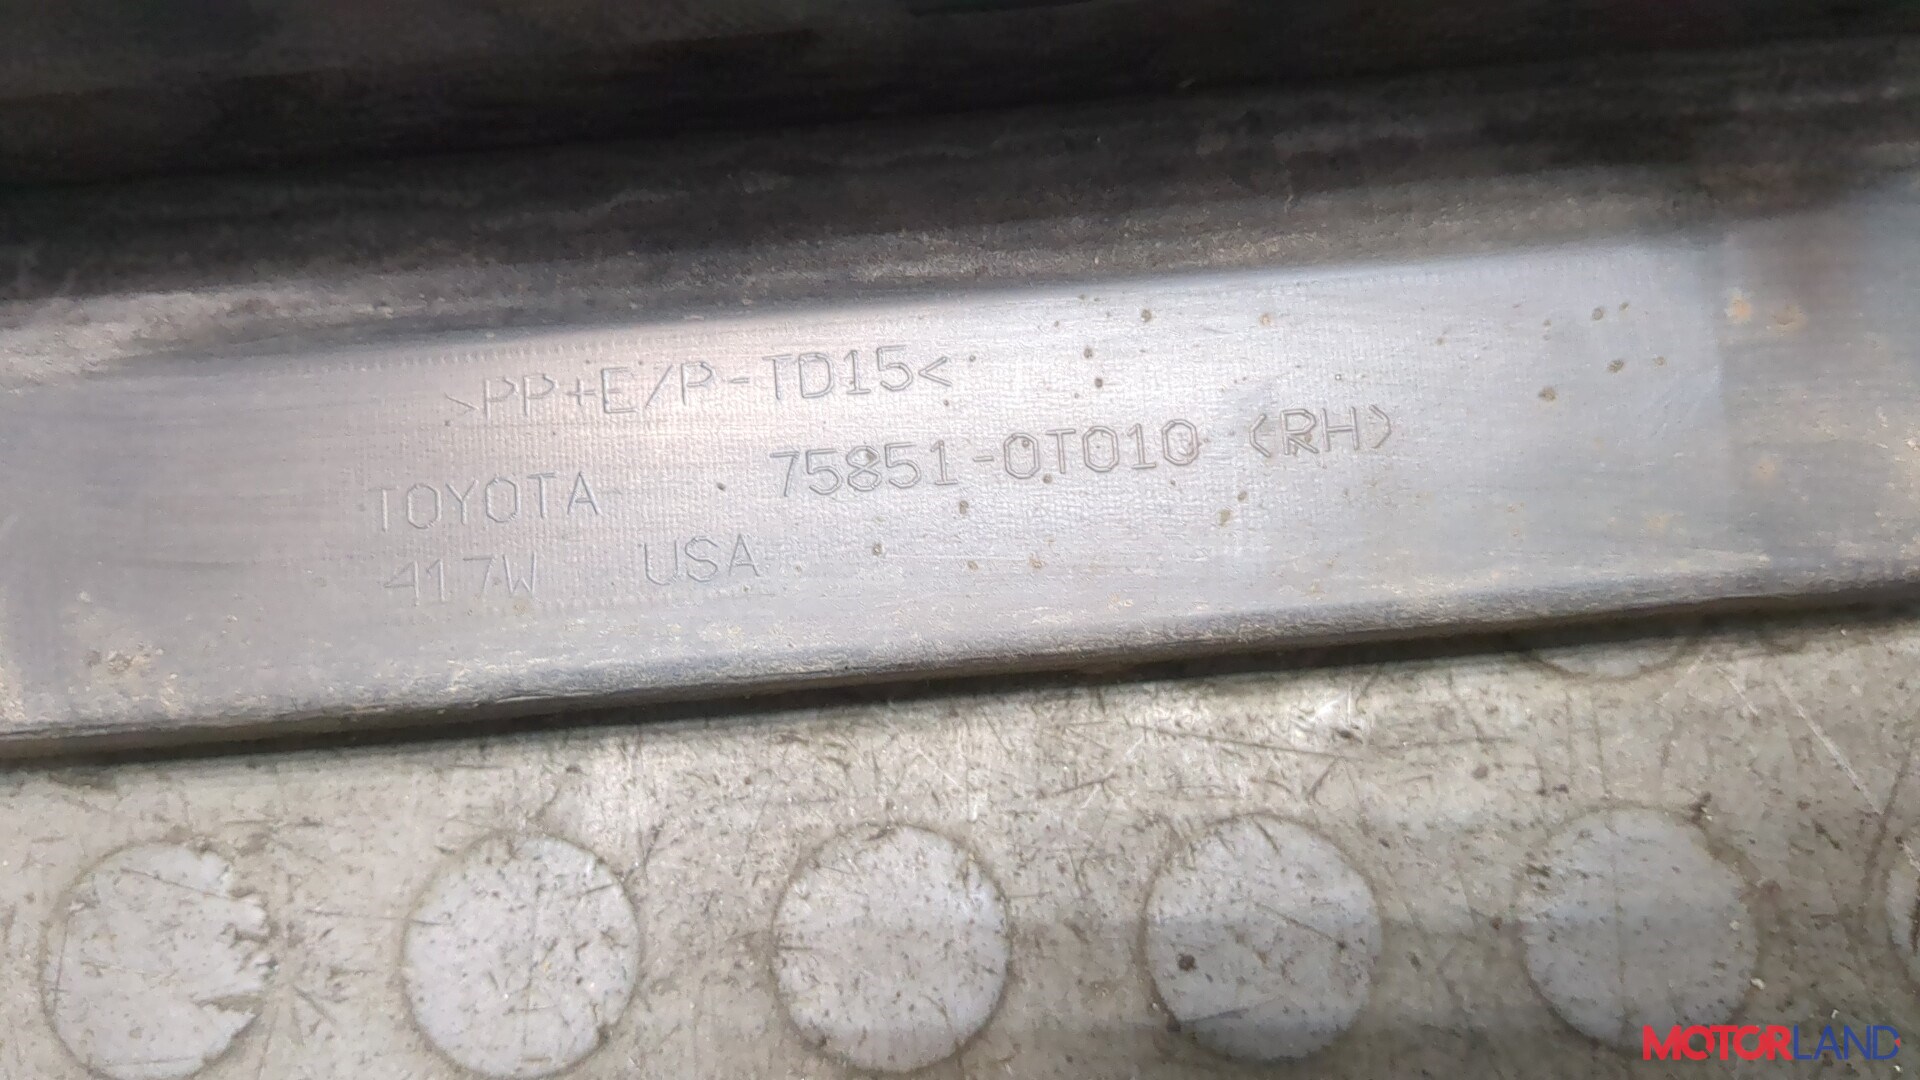 >PP+E/P-TD15<
TOYOTA 75851-0T010 (RH)
417W USA
MOTORLAND